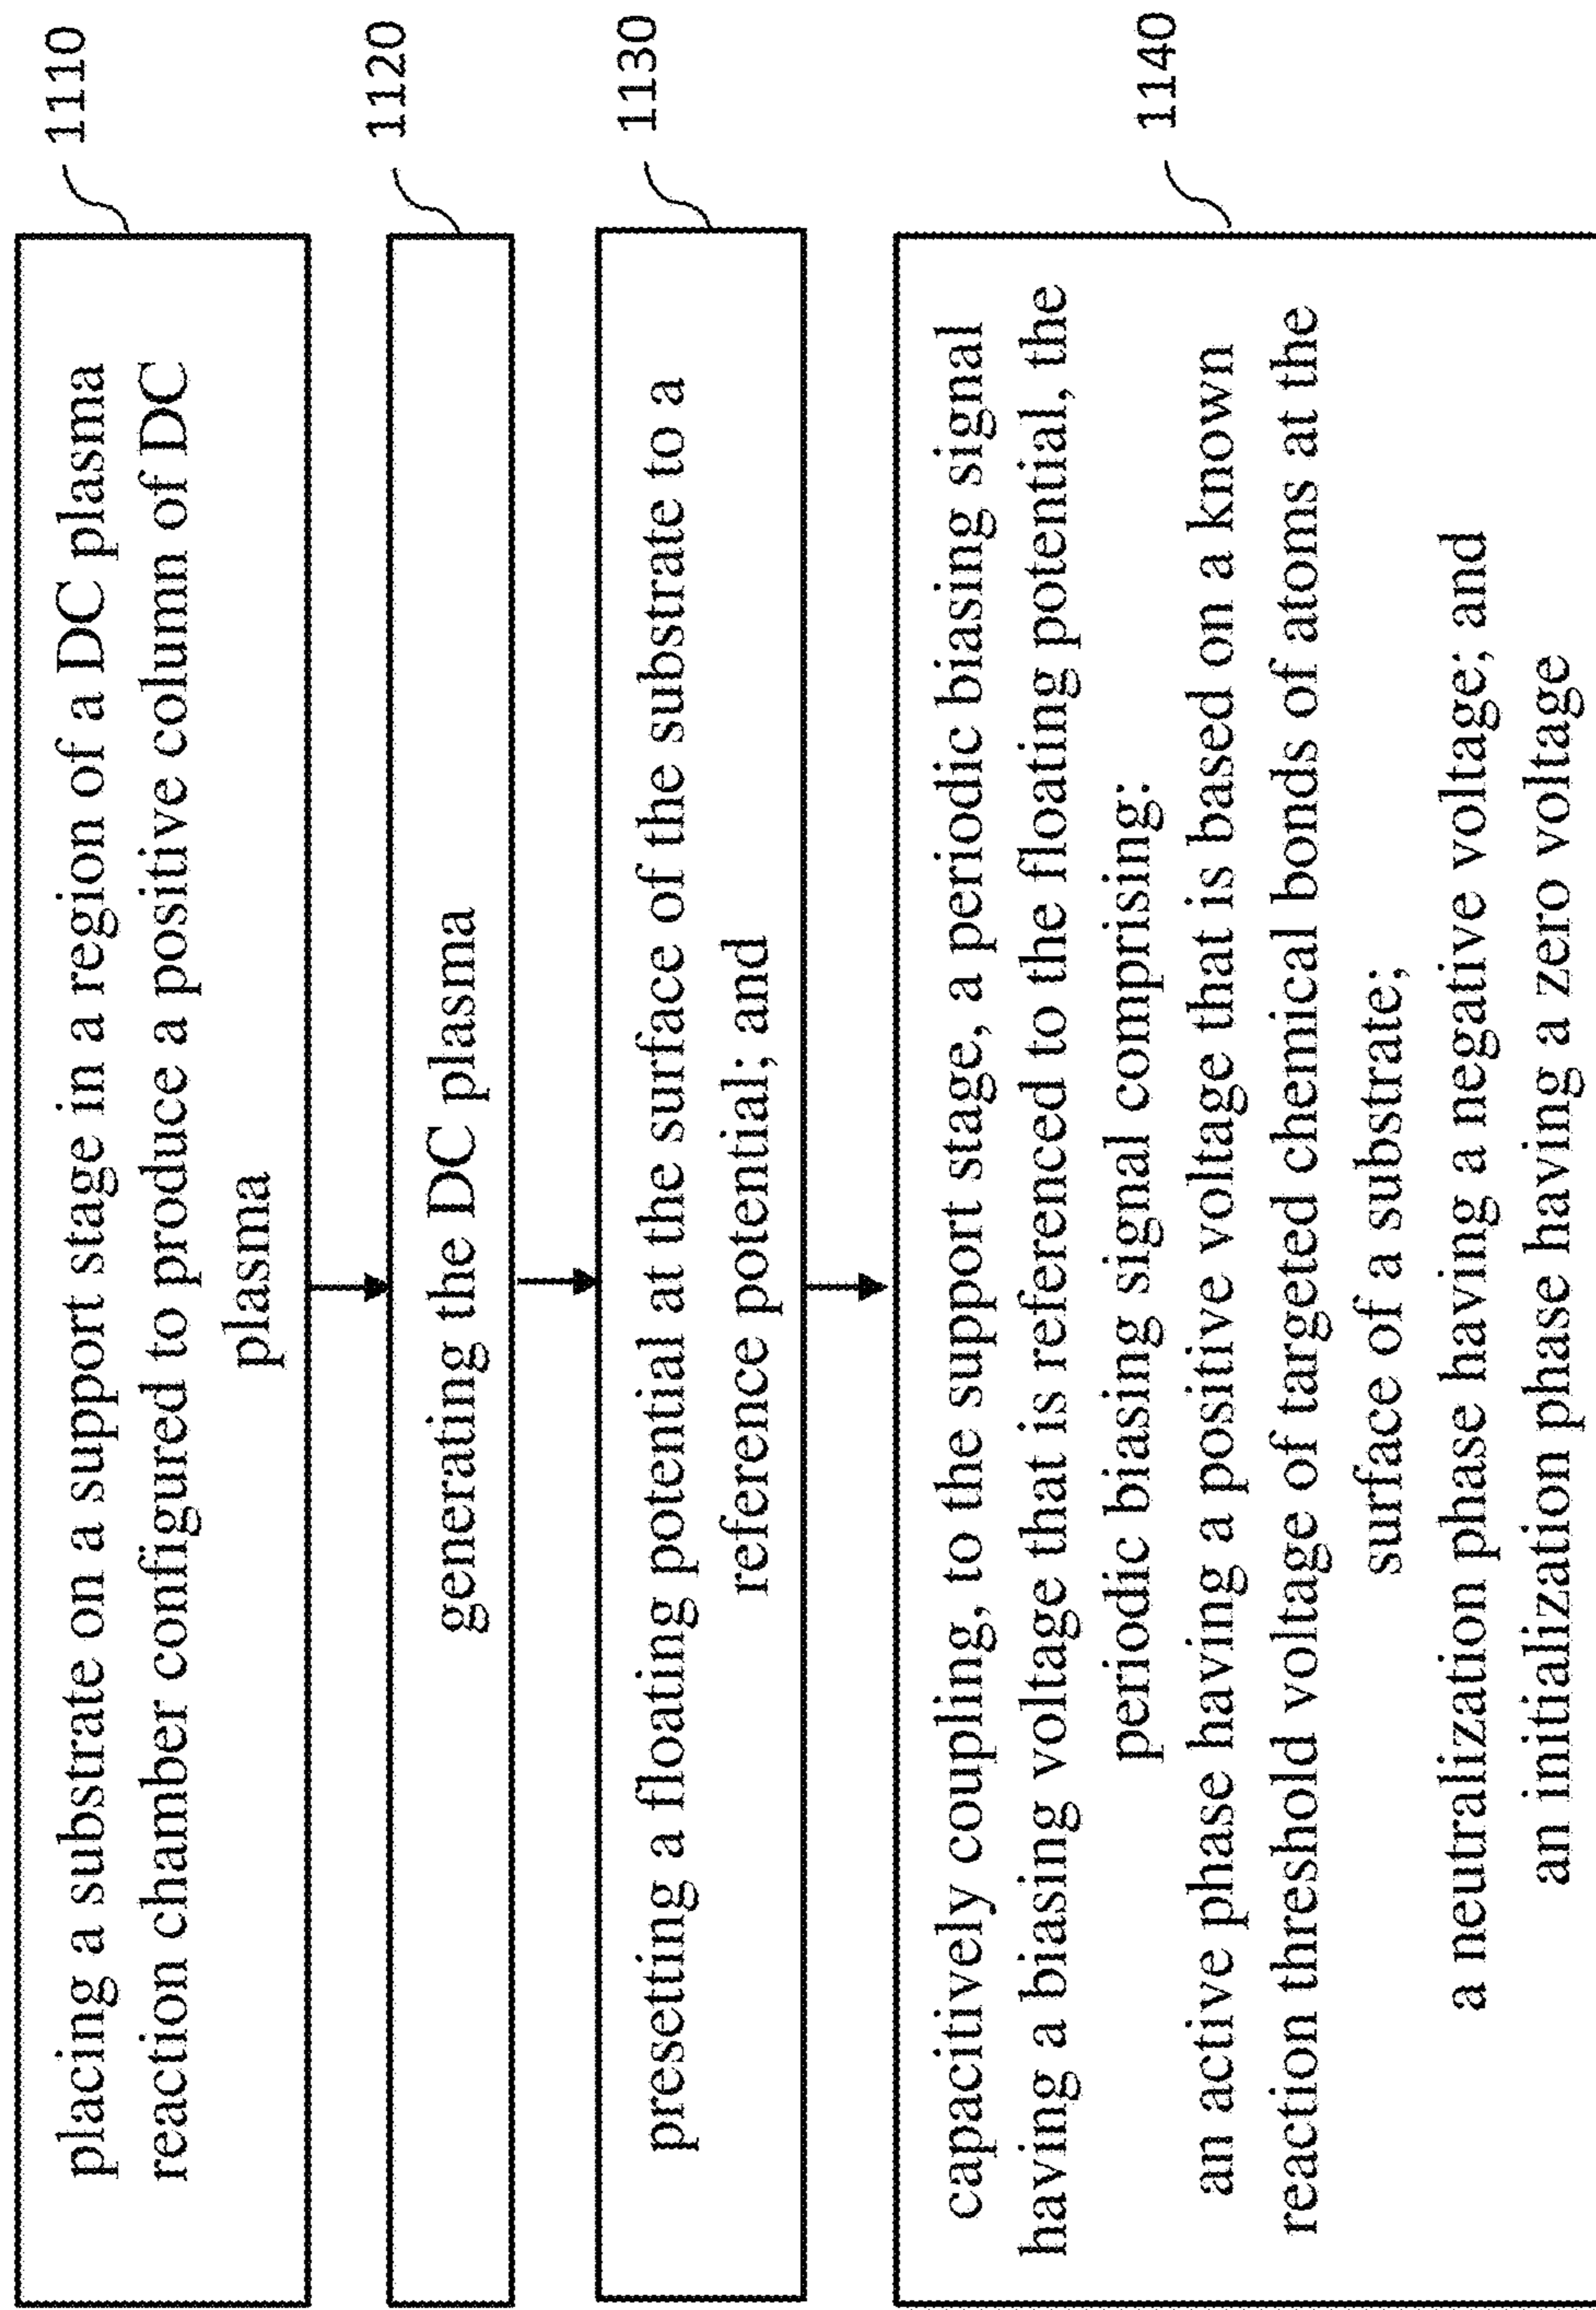 placing a substrate on a support stage in a region of a DC plasma
reaction chamber configured to produce a positive column of DC
plasma
1110
generating the DC plasma
1120
presetting a floating potential at the surface of the substrate to a
reference potential; and
1130
capacitively coupling, to the support stage, a periodic biasing signal
having a biasing voltage that is referenced to the floating potential, the
periodic biasing signal comprising:
an active phase having a positive voltage that is based on a known
reaction threshold voltage of targeted chemical bonds of atoms at the
surface of a substrate;
a neutralization phase having a negative voltage; and
an initialization phase having a zero voltage
1140